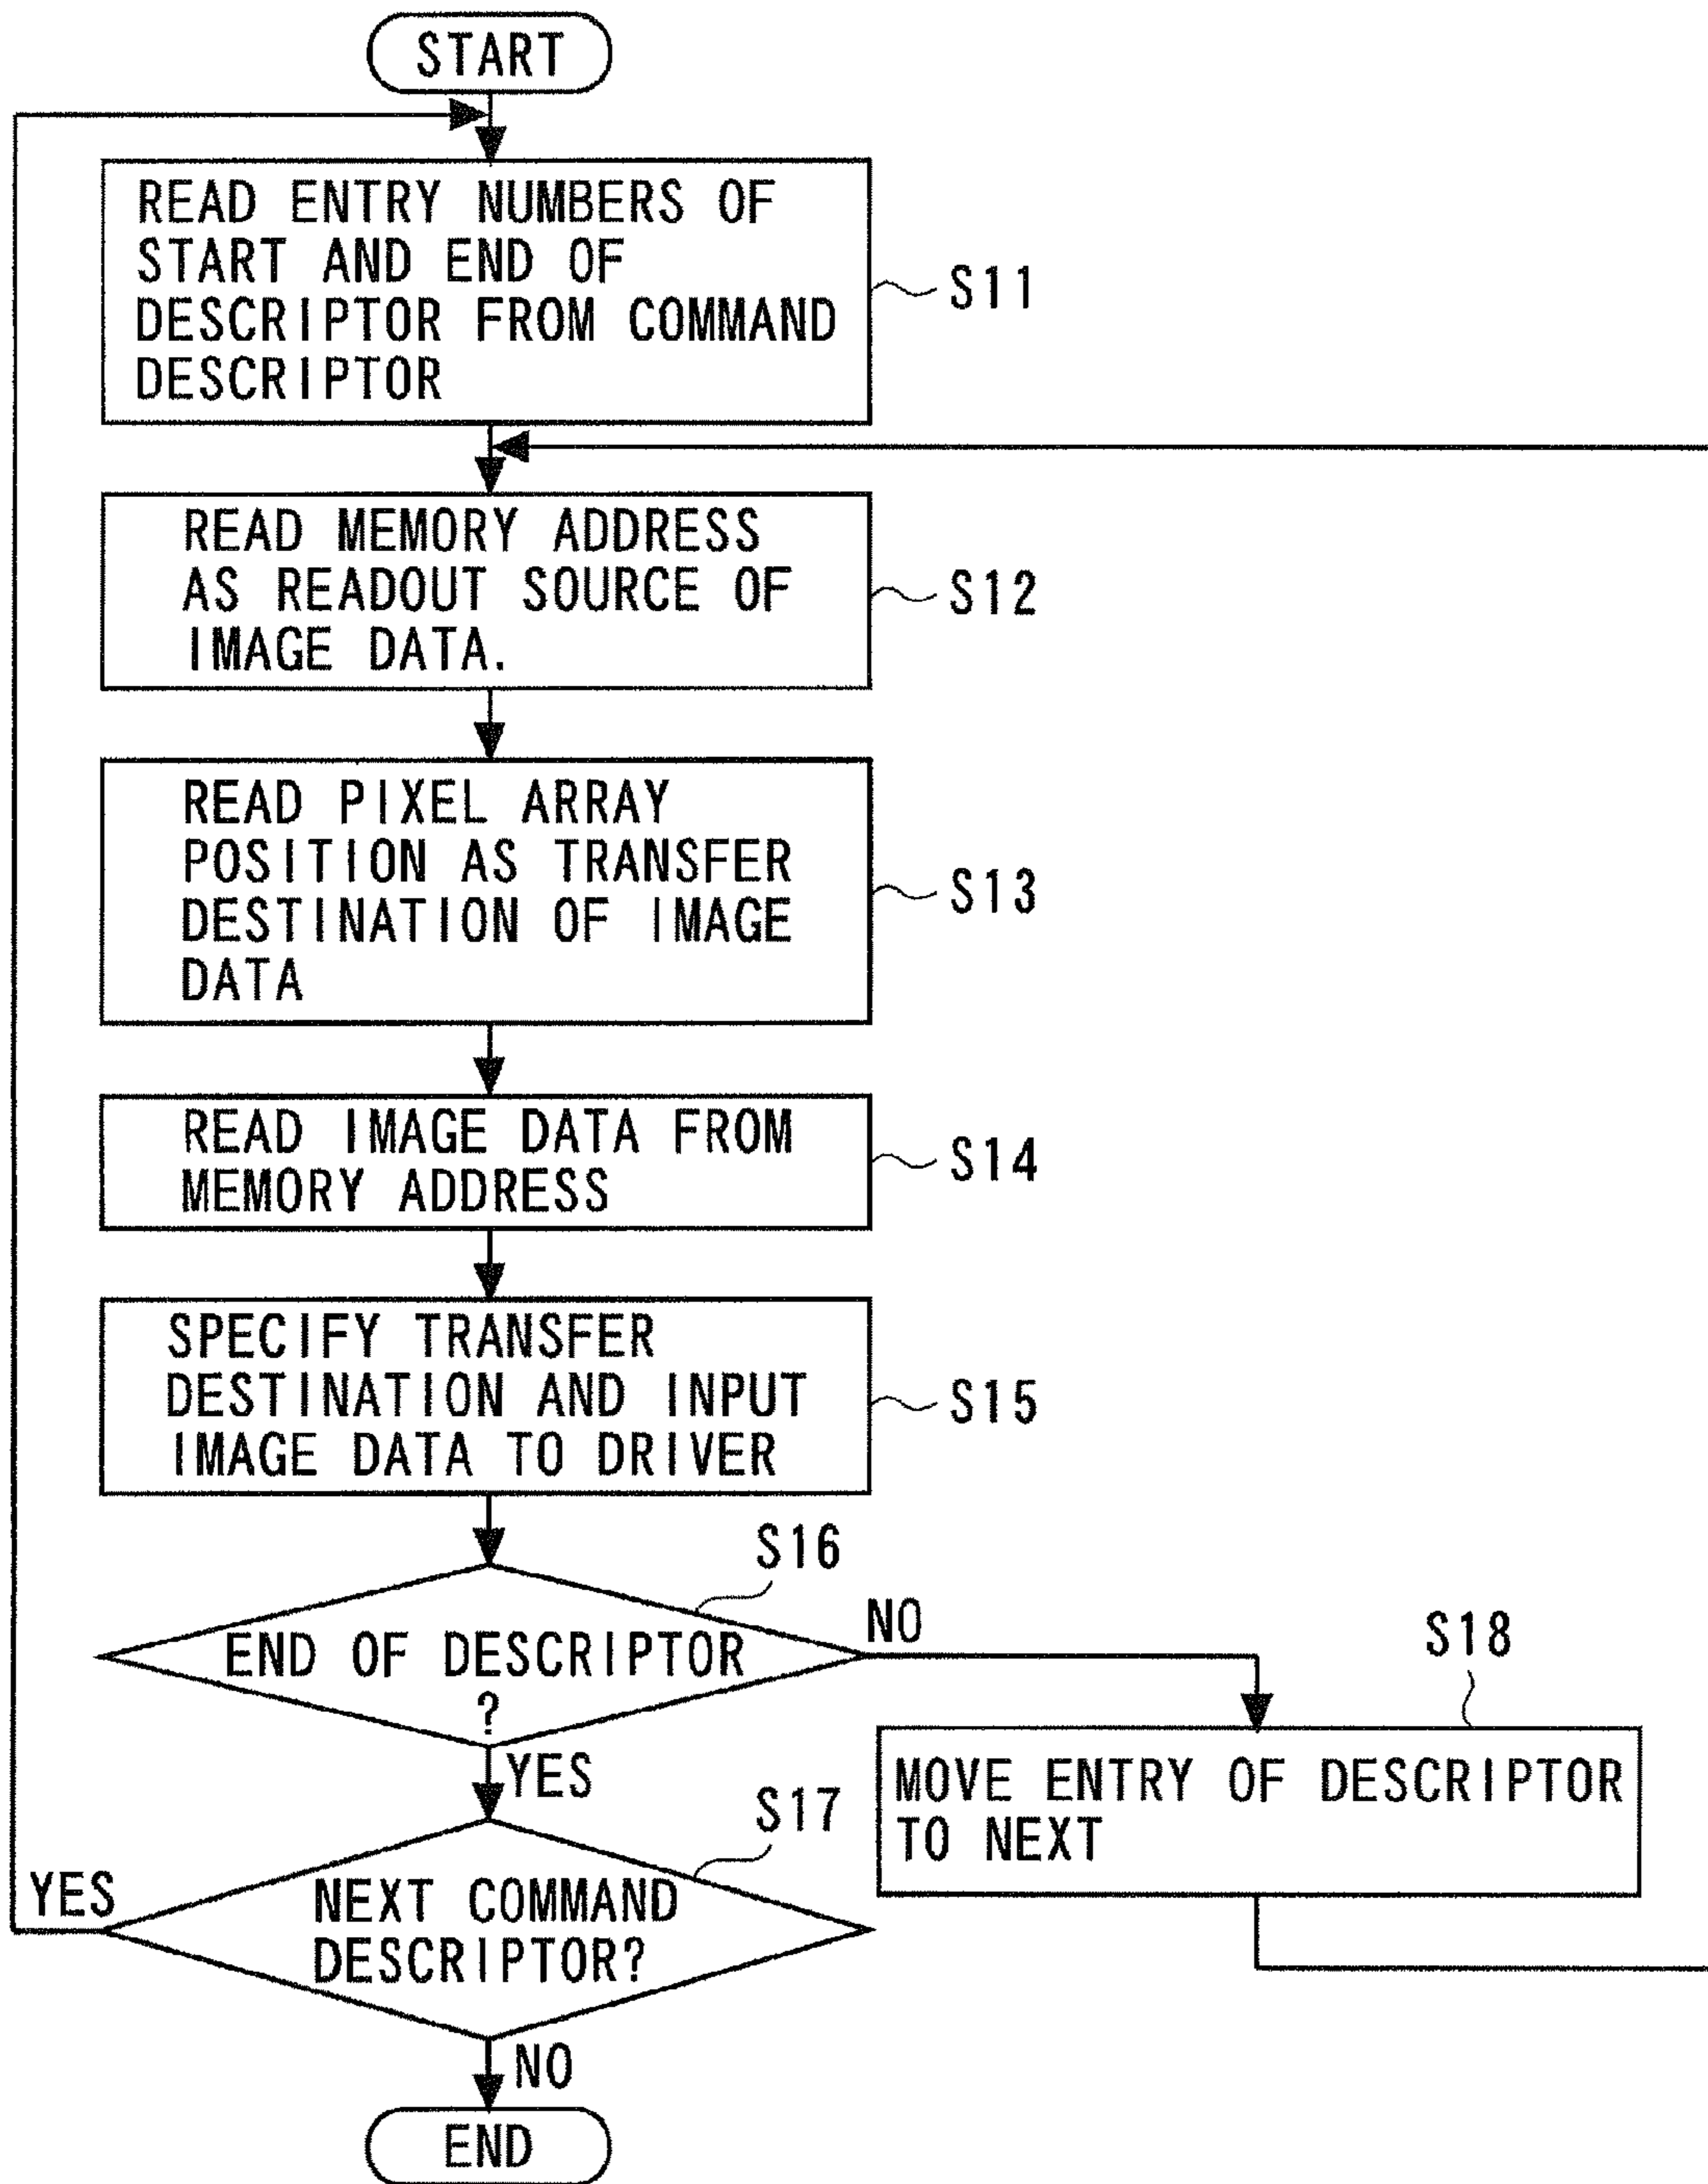 START
READ ENTRY NUMBERS OF
START AND END OF
DESCRIPTOR FROM COMMAND
DESCRIPTOR
S11
READ MEMORY ADDRESS
AS READOUT SOURCE OF
IMAGE DATA.
S12
READ PIXEL ARRAY
POSITION AS TRANSFER
DESTINATION OF IMAGE
DATA
S13
READ IMAGE DATA FROM
MEMORY ADDRESS
S14
SPECIFY TRANSFER
DESTINATION AND INPUT
IMAGE DATA TO DRIVER
S15
S16
END OF DESCRIPTOR
?
NO
YES
S18
MOVE ENTRY OF DESCRIPTOR
TO NEXT
S17
NEXT COMMAND
DESCRIPTOR?
YES
NO
END